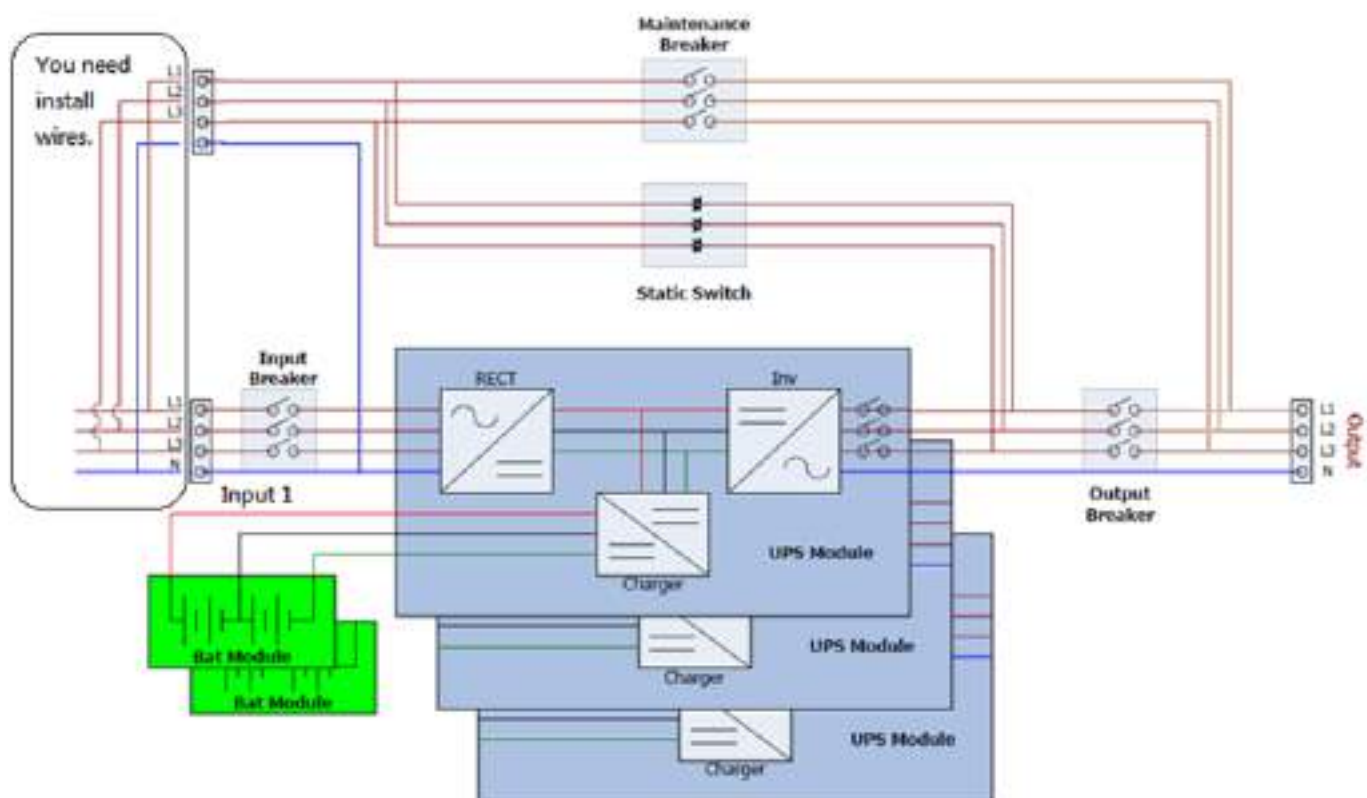 Maintenance
Breaker
You need
install
wires.
L1
L2
L3
Static Switch
Input
Breaker
RECT
Inv
L1
L2
L3
N
L1
L2
L3
N
Output
Input 1
Output
Breaker
UPS Module
Charger
Bat Module
UPS Module
Charger
Bat Module
UPS Module
Charger